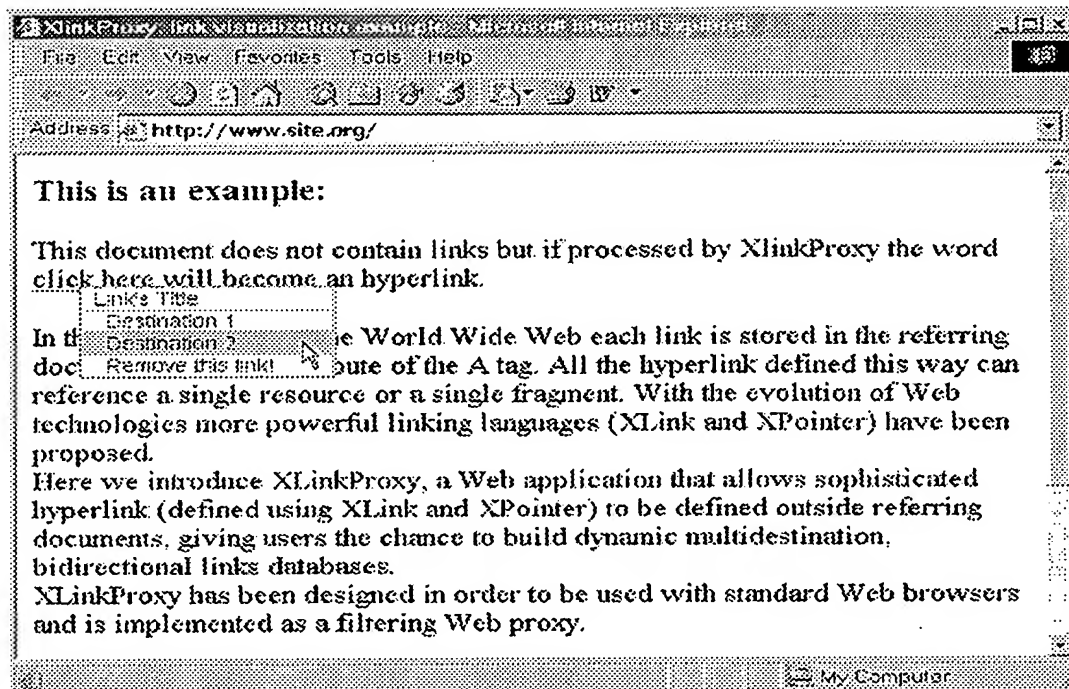 XlinkProxy: link visualization example - Microsoft Internet Explorer
File Edit View Favorites Tools Help
Address http://www.site.org/
This is an example:
This document does not contain links but if processed by XlinkProxy the word
click here will become an hyperlink.
Link's Title
Destination 1
In th e World Wide Web each link is stored in the referring
Destination 2
doc bute of the A tag. All the hyperlink defined this way can
Remove this link!
reference a single resource or a single fragment. With the evolution of Web
technologies more powerful linking languages (XLink and XPointer) have been
proposed.
Here we introduce XLinkProxy, a Web application that allows sophisticated
hyperlink (defined using XLink and XPointer) to be defined outside referring
documents, giving users the chance to build dynamic multidestination,
bidirectional links databases.
XLinkProxy has been designed in order to be used with standard Web browsers
and is implemented as a filtering Web proxy.
My Computer